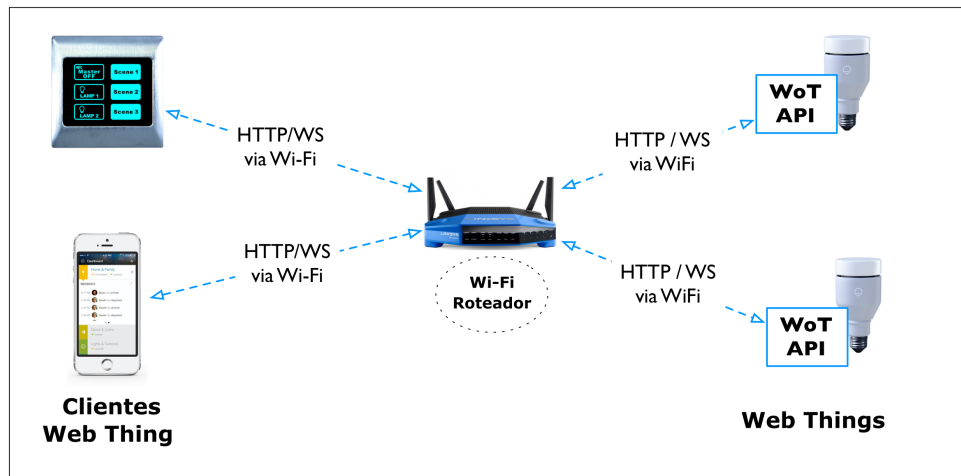 Master
OFF
Scene 1
LAMP 1
Scene 2
LAMP 2
Scene 3
HTTP/WS
via Wi-Fi
HTTP / WS
via WiFi
WoT
API
HTTP/WS
via Wi-Fi
Wi-Fi
Roteador
HTTP / WS
via WiFi
WoT
API
Clientes
Web Thing
Web Things